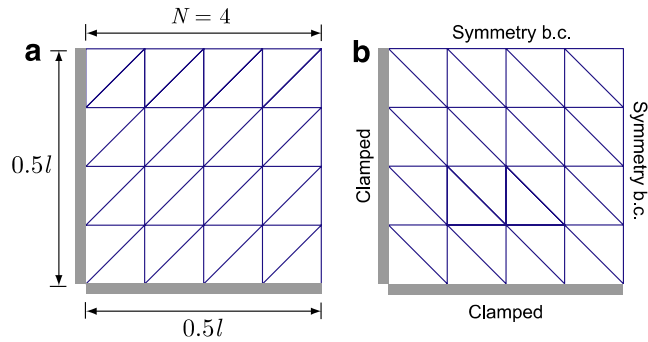 N = 4
a
0.5l
0.5l
b
Symmetry b.c.
Clamped
Symmetry b.c.
Clamped